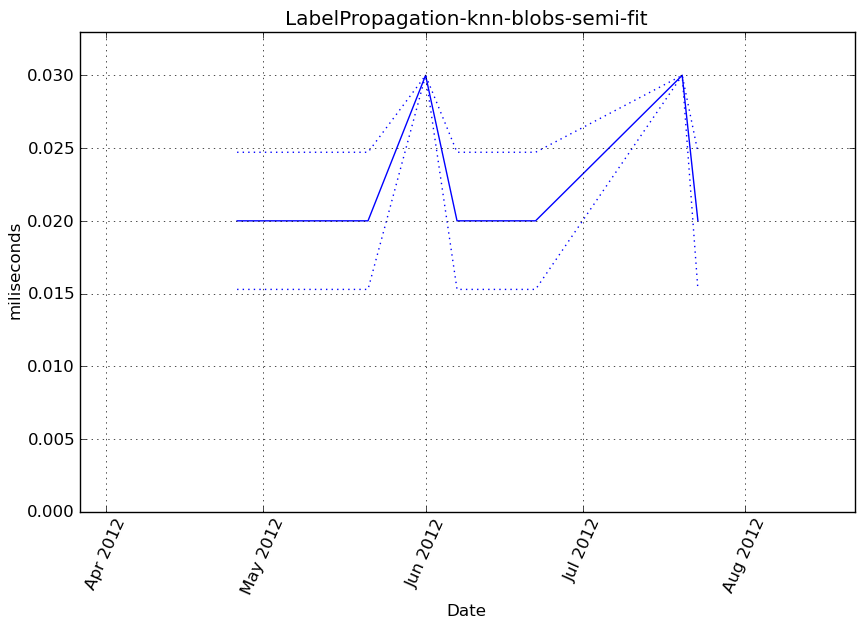 LabelPropagation-knn-blobs-semi-fit
miliseconds
0.030
0.025
0.020
0.015
0.010
0.005
0.000
Apr 2012
May 2012
Jun 2012
Jul 2012
Aug 2012
Date